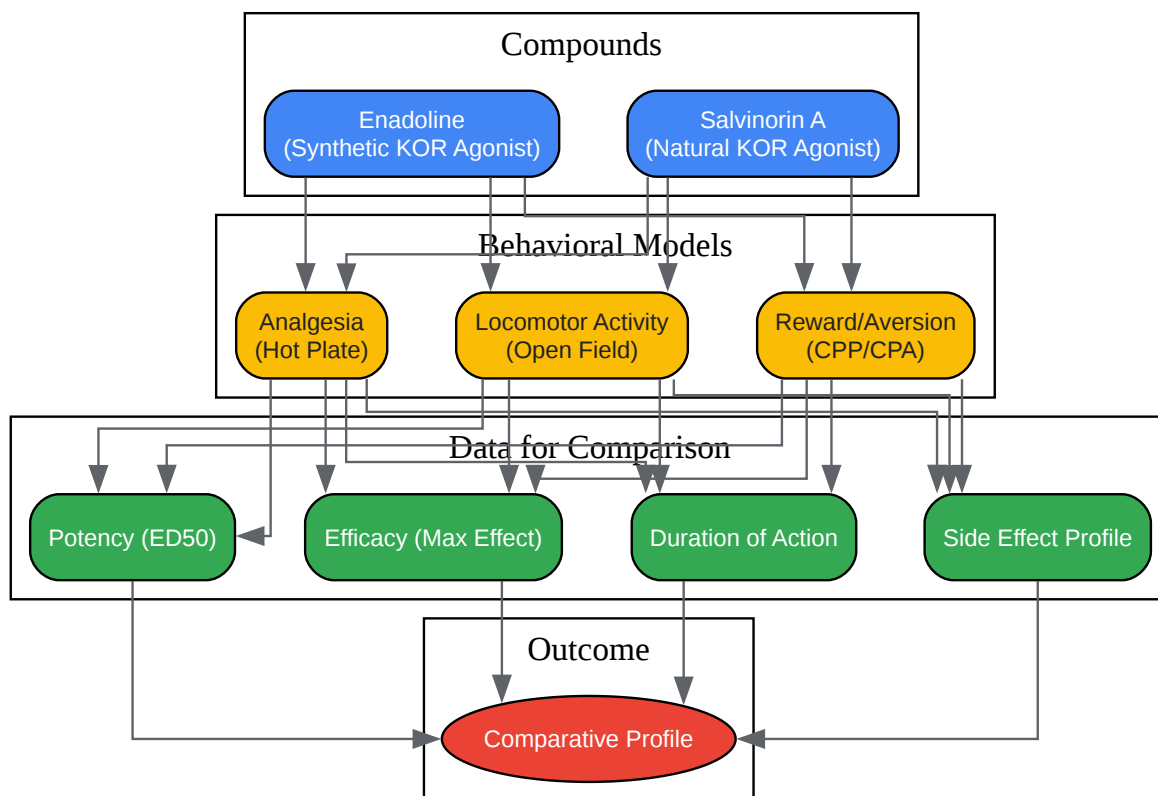 Compounds
Enadoline
(Synthetic KOR Agonist)
Salvinorin A
(Natural KOR Agonist)
Behavioral Models
Analgesia
(Hot Plate)
Locomotor Activity
(Open Field)
Reward/Aversion
(CPP/CPA)
Data for Comparison
Potency (ED50)
Efficacy (Max Effect)
Duration of Action
Side Effect Profile
Outcome
Comparative Profile